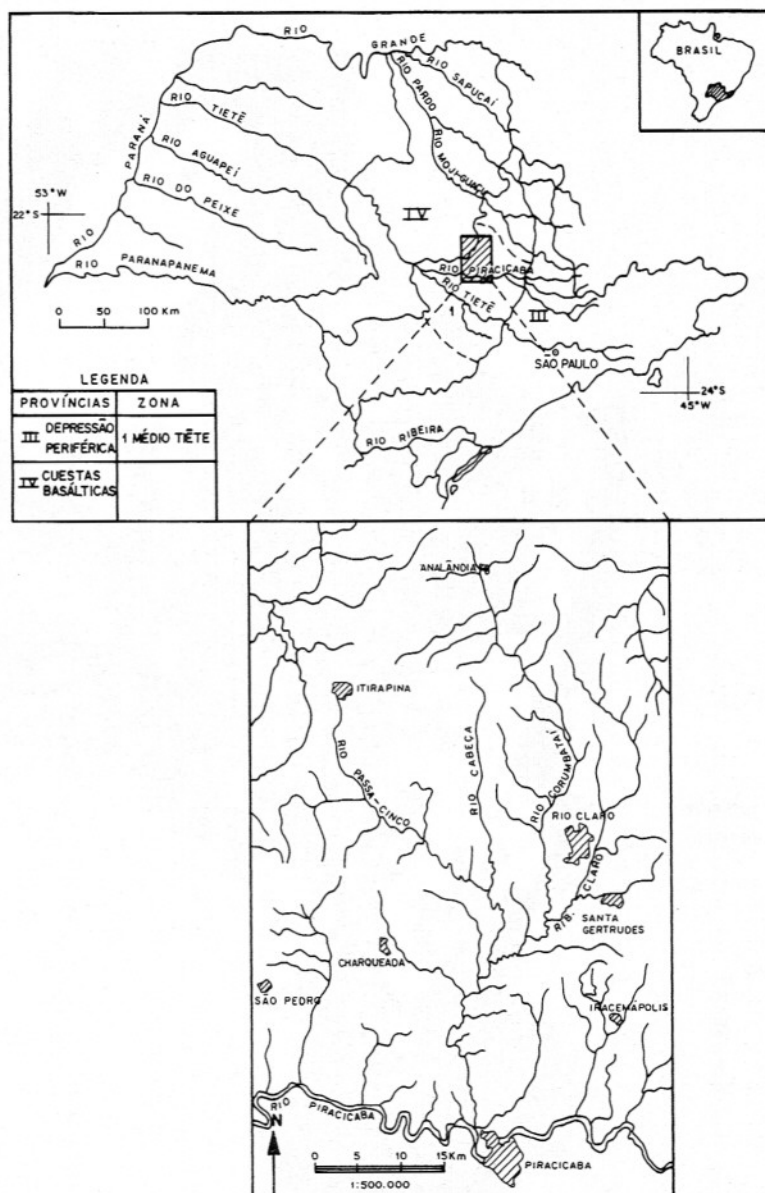 RIO GRANDE
BRASIL
RIO SAPUCAÍ
RIO PARDO
RIO MOJI-GUAÇU
RIO TIETÊ
RIO AGUAPEÍ
RIO DO PEIXE
RIO PARANÁ
53°W
22°S
IV
RIO PARANAPANEMA
RIO PIRACICABA
RIO TIETÊ
1
III
0 50 100 Km
SÃO PAULO
24°S
45°W
RIO RIBEIRA
LEGENDA
PROVÍNCIAS ZONA
III DEPRESSÃO PERIFÉRICA 1 MÉDIO TIÊTE
IV CUESTAS BASÁLTICAS
ANALÂNDIA
ITIRAPINA
RIO PASSA-CINCO
RIO CABEÇA
RIO CORUMBATAÍ
RIO CLARO
RIB. CLARO
SANTA GERTRUDES
CHARQUEADA
SÃO PEDRO
IRACEMÁPOLIS
RIO PIRACICABA
N
0 5 10 15Km
1:500.000
PIRACICABA